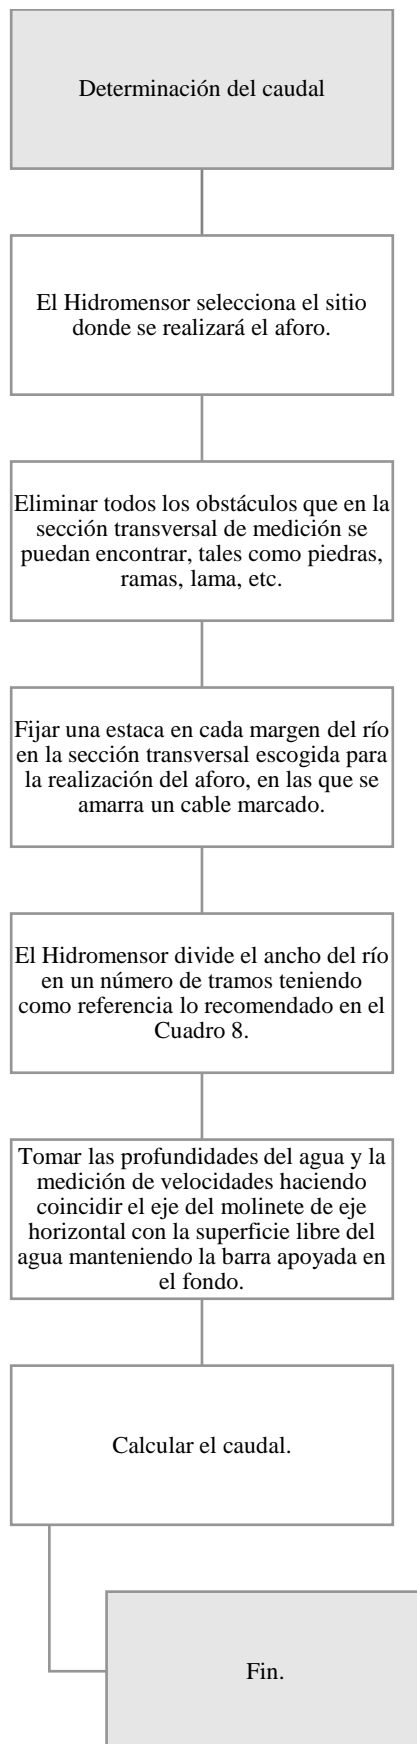 Determinación del caudal
El Hidromensor selecciona el sitio
donde se realizará el aforo.
Eliminar todos los obstáculos que en la
sección transversal de medición se
puedan encontrar, tales como piedras,
ramas, lama, etc.
Fijar una estaca en cada margen del río
en la sección transversal escogida para
la realización del aforo, en las que se
amarra un cable marcado.
El Hidromensor divide el ancho del río
en un número de tramos teniendo
como referencia lo recomendado en el
Cuadro 8.
Tomar las profundidades del agua y la
medición de velocidades haciendo
coincidir el eje del molinete de eje
horizontal con la superficie libre del
agua manteniendo la barra apoyada en
el fondo.
Calcular el caudal.
Fin.